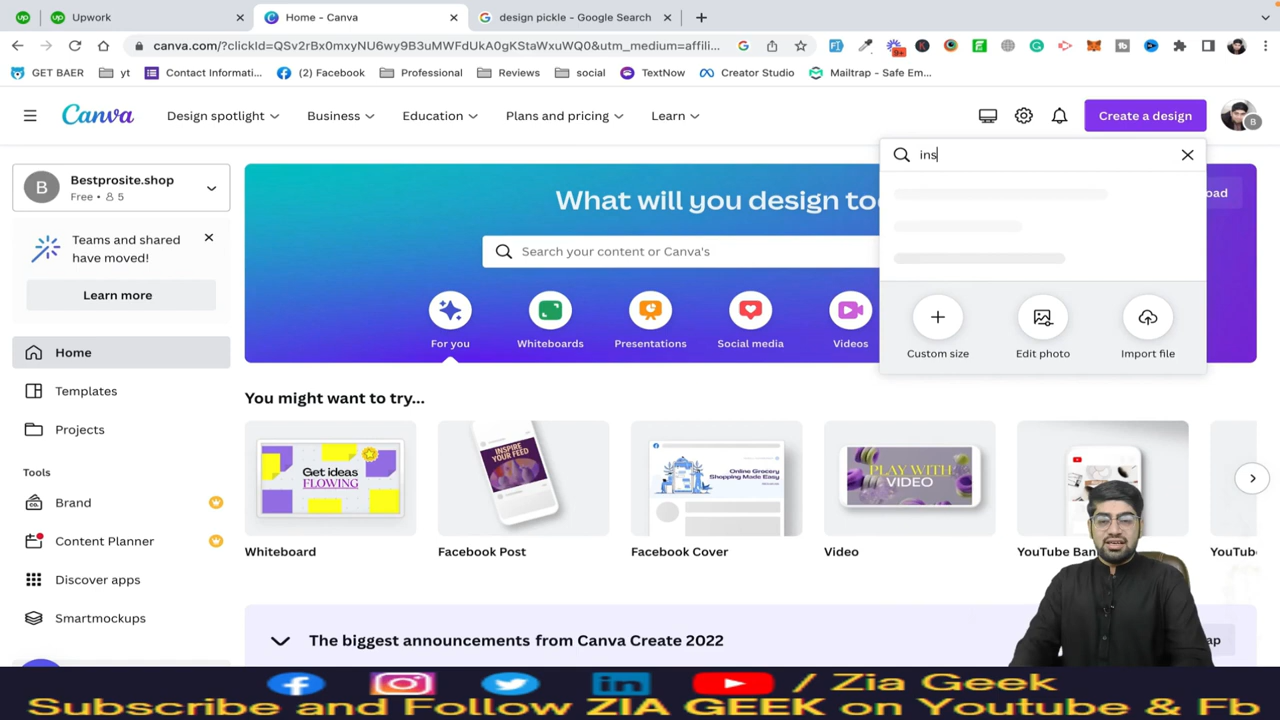 Upwork
Home - Canva
design pickle - Google Search
canva.com/?clickId=QSv2rBx0mxyNU6wy9B3uMWFdUkA0gKStaWxuWQ0&utm_medium=affili...
9+
GET BEAR
yt
Contact Informati...
(2) Facebook
Professional
Reviews
social
TextNow
Creator Studio
Mailtrap - Safe Em...
Canva
Design spotlight
Business
Education
Plans and pricing
Learn
Create a design
B
ins
B
Bestprosite.shop
Free • 5
What will you design to
oad
Teams and shared
have moved!
Search your content or Canva's
Learn more
For you
Whiteboards
Presentations
Social media
Videos
Custom size
Edit photo
Import file
Home
Templates
Projects
Tools
Brand
Content Planner
Discover apps
Smartmockups
You might want to try...
Get ideas
FLOWING
INSPIRE
YOUR FEED
Online Grocery
Shopping Made Easy
PLAY WITH
VIDEO
Whiteboard
Facebook Post
Facebook Cover
Video
YouTube Ban
YouTub
The biggest announcements from Canva Create 2022
ap
/ Zia Geek
Subscribe and Follow ZIA GEEK on Youtube & Fb